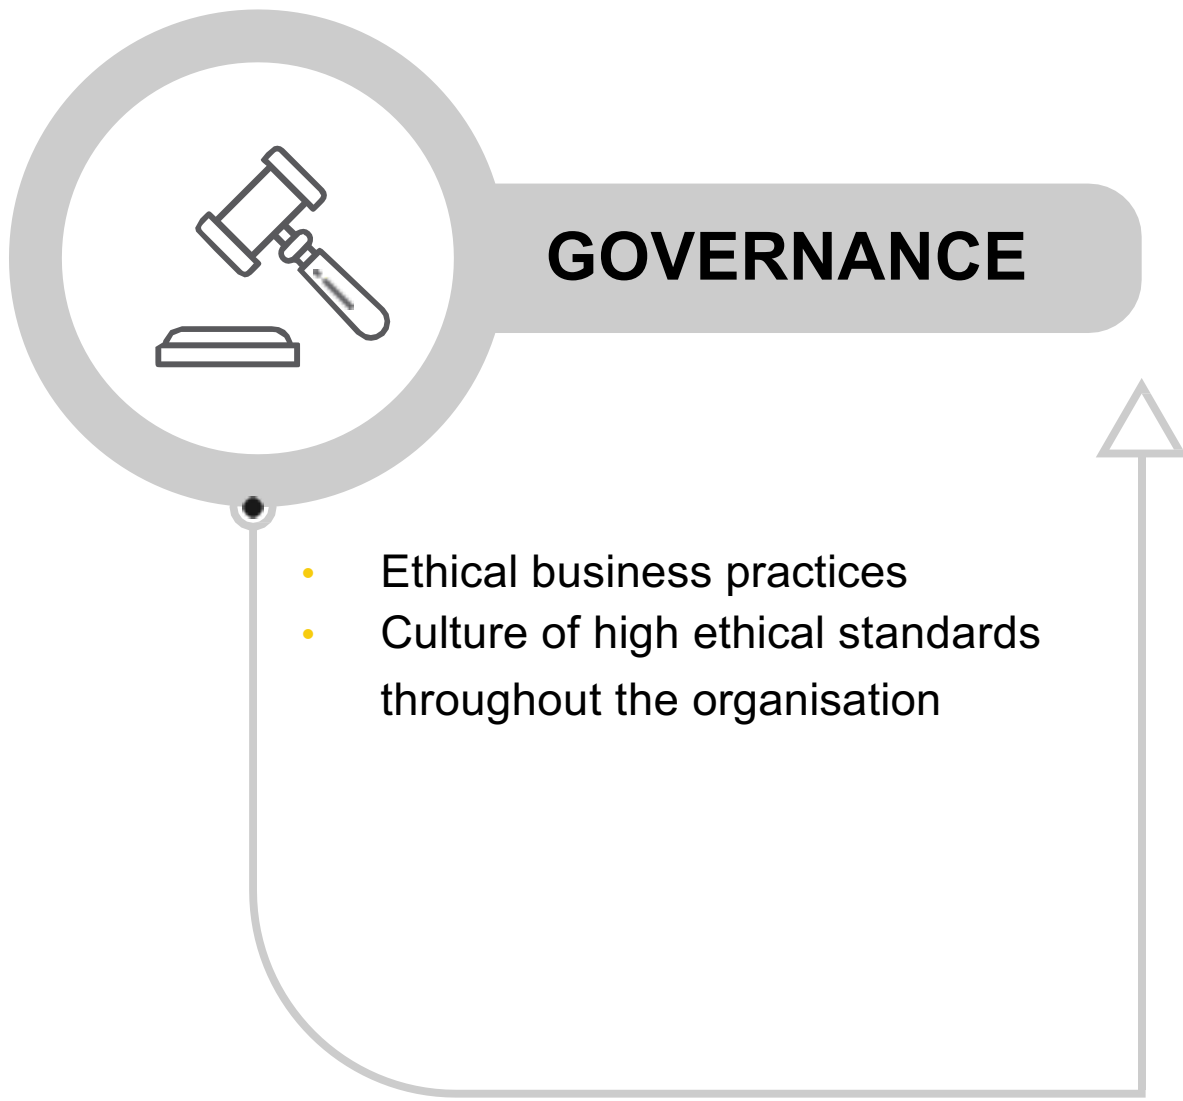 GOVERNANCE
• Ethical business practices
• Culture of high ethical standards
throughout the organisation